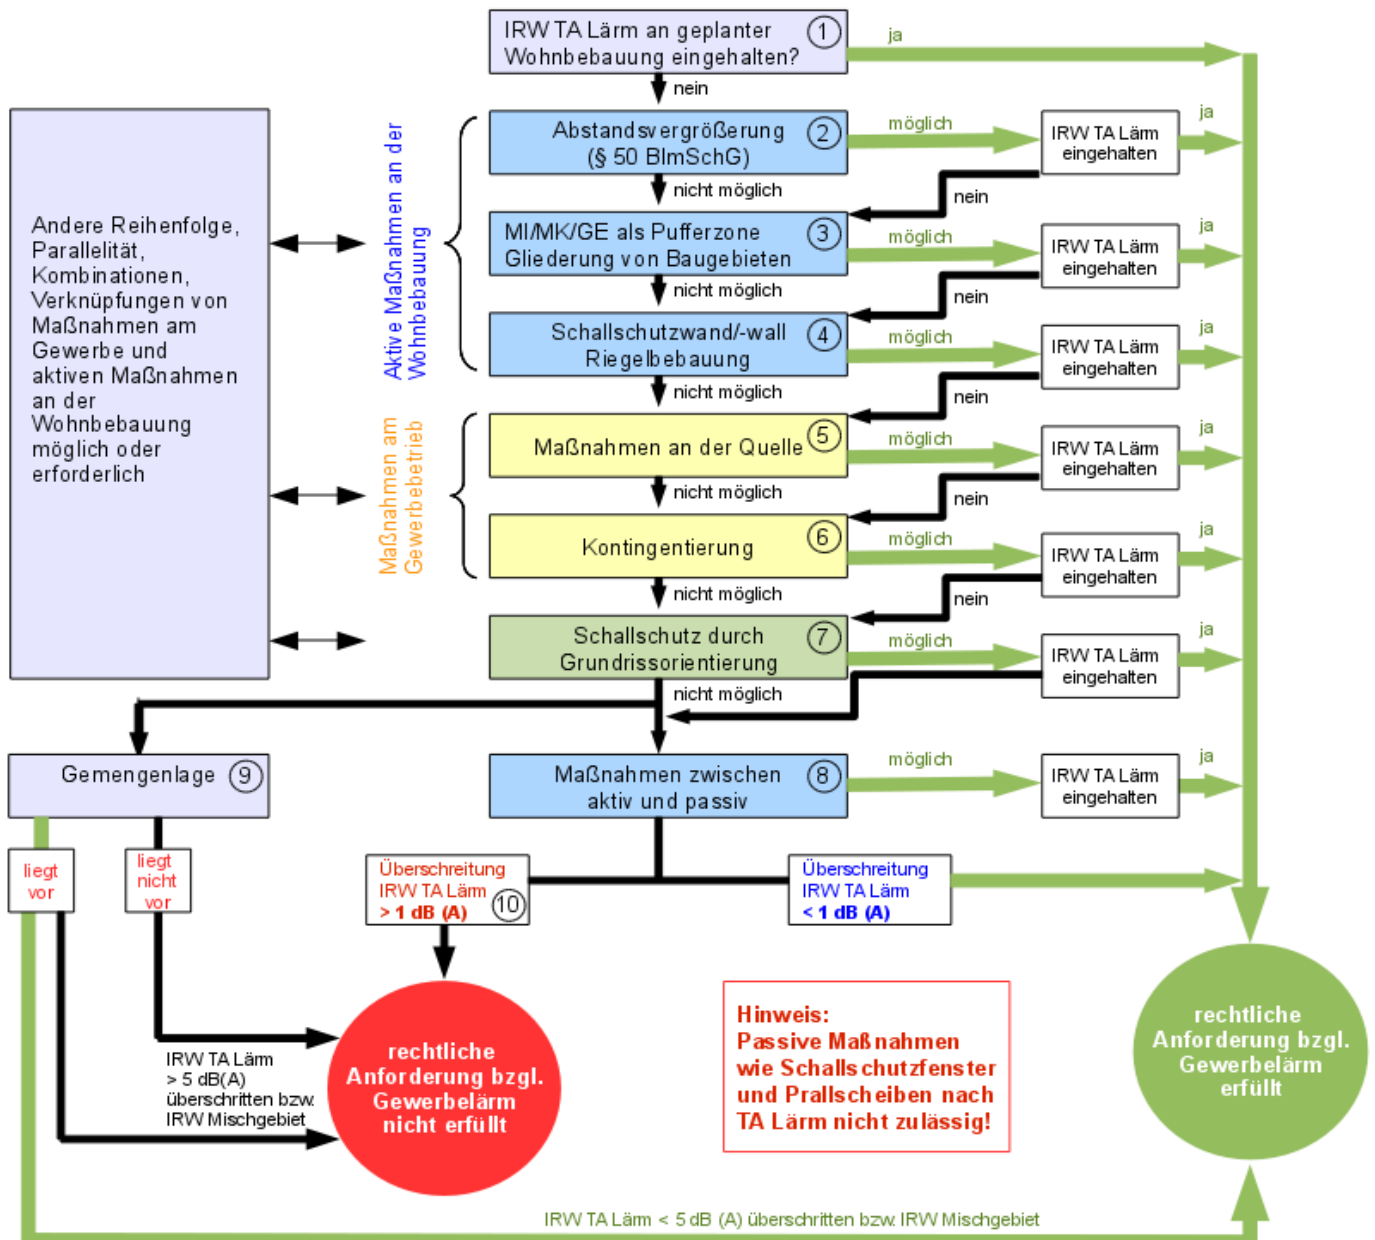 IRW TA Lärm an geplanter
Wohnbebauung eingehalten?
1
ja
nein
Abstandsvergrößerung
(§ 50 BImSchG)
2
möglich
IRW TA Lärm
eingehalten
ja
nicht möglich
nein
MI/MK/GE als Pufferzone
Gliederung von Baugebieten
3
möglich
IRW TA Lärm
eingehalten
ja
nicht möglich
nein
Schallschutzwand/-wall
Riegelbebauung
4
möglich
IRW TA Lärm
eingehalten
ja
nicht möglich
nein
Maßnahmen an der Quelle
5
möglich
IRW TA Lärm
eingehalten
ja
nicht möglich
nein
Kontingentierung
6
möglich
IRW TA Lärm
eingehalten
ja
nicht möglich
nein
Schallschutz durch
Grundrissorientierung
7
möglich
IRW TA Lärm
eingehalten
ja
nicht möglich
Andere Reihenfolge,
Parallelität,
Kombinationen,
Verknüpfungen von
Maßnahmen am
Gewerbe und
aktiven Maßnahmen
an der
Wohnbebauung
möglich oder
erforderlich
Aktive Maßnahmen an der
Wohnbebauung
Maßnahmen am
Gewerbebetrieb
Gemengenlage
9
Maßnahmen zwischen
aktiv und passiv
8
möglich
IRW TA Lärm
eingehalten
ja
liegt
vor
liegt
nicht
vor
Überschreitung
IRW TA Lärm
> 1 dB (A)
10
Überschreitung
IRW TA Lärm
< 1 dB (A)
IRW TA Lärm
> 5 dB(A)
überschritten bzw.
IRW Mischgebiet
rechtliche
Anforderung bzgl.
Gewerbelärm
nicht erfüllt
Hinweis:
Passive Maßnahmen
wie Schallschutzfenster
und Prallscheiben nach
TA Lärm nicht zulässig!
rechtliche
Anforderung bzgl.
Gewerbelärm
erfüllt
IRW TA Lärm < 5 dB (A) überschritten bzw. IRW Mischgebiet